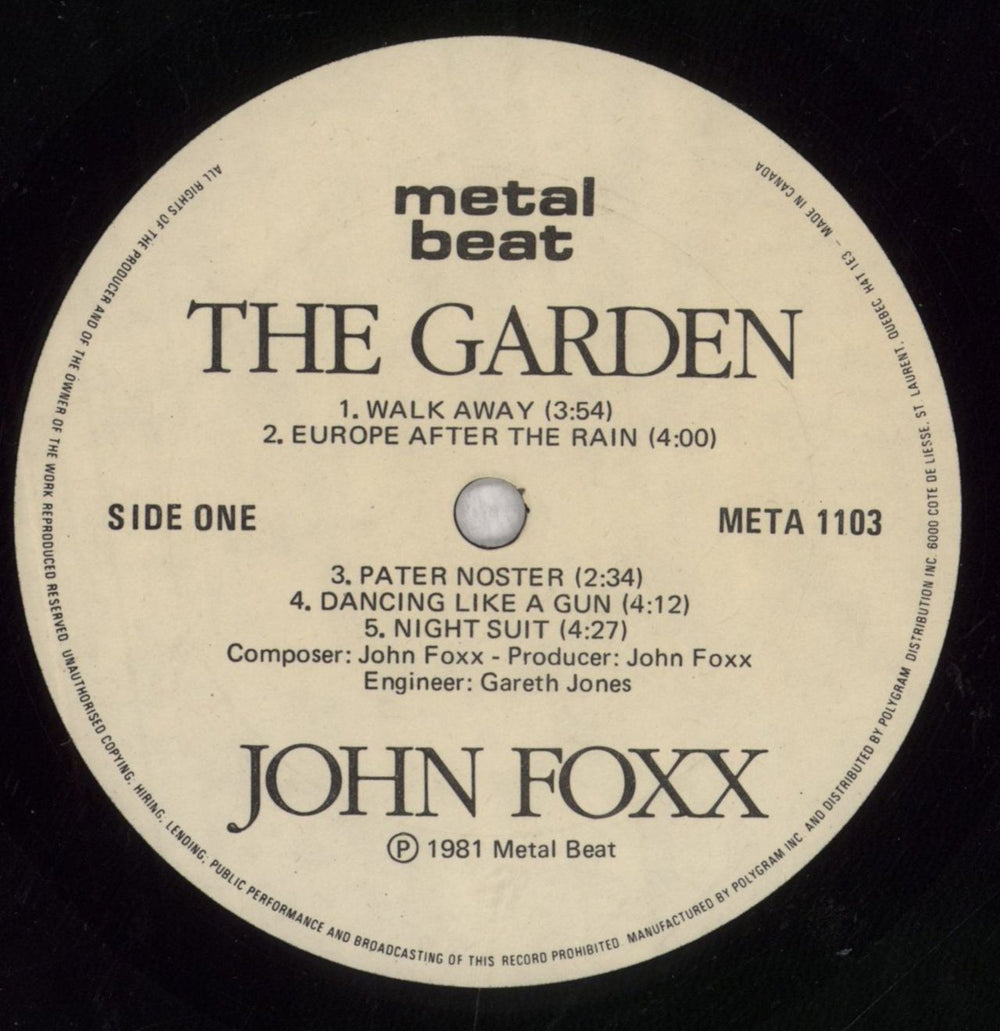 metal
beat
THE GARDEN
1. WALK AWAY (3:54)
2. EUROPE AFTER THE RAIN (4:00)
SIDE ONE
META 1103
3. PATER NOSTER (2:34)
4. DANCING LIKE A GUN (4:12)
5. NIGHT SUIT (4:27)
Composer: John Foxx - Producer: John Foxx
Engineer: Gareth Jones
JOHN FOXX
Ⓟ 1981 Metal Beat
ALL RIGHTS OF THE PRODUCER AND OF THE OWNER OF THE WORK REPRODUCED RESERVED UNAUTHORISED COPYING, HIRING, LENDING, PUBLIC PERFORMANCE AND BROADCASTING OF THIS RECORD PROHIBITED MANUFACTURED BY POLYGRAM INC. AND DISTRIBUTED BY POLYGRAM DISTRIBUTION INC. 6000 COTE DE LIESSE, ST LAURENT, QUEBEC H4T 1E3 - MADE IN CANADA